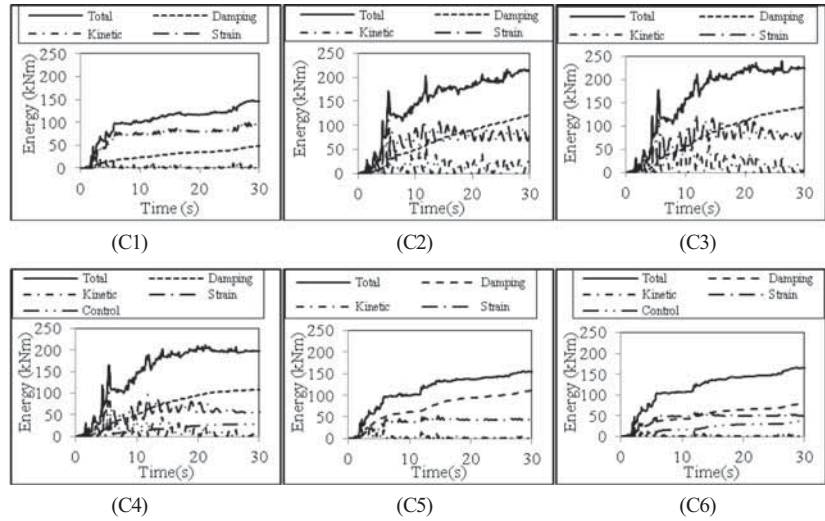 Total Damping
Kinetic Strain
Energy (kNm)
250
200
150
100
50
0
0 10 20 30
Time (s)
(C1)
Total Damping
Kinetic Strain
Energy (kNm)
250
200
150
100
50
0
0 10 20 30
Time (s)
(C2)
Total Damping
Kinetic Strain
Energy (kNm)
250
200
150
100
50
0
0 10 20 30
Time (s)
(C3)
Total Damping
Kinetic Strain
Control
Energy (kNm)
250
200
150
100
50
0
0 10 20 30
Time(s)
(C4)
Total Damping
Kinetic Strain
Energy (kNm)
250
200
150
100
50
0
0 10 20 30
Time(s)
(C5)
Total Damping
Kinetic Strain
Control
Energy (kNm)
250
200
150
100
50
0
0 10 20 30
Time(s)
(C6)